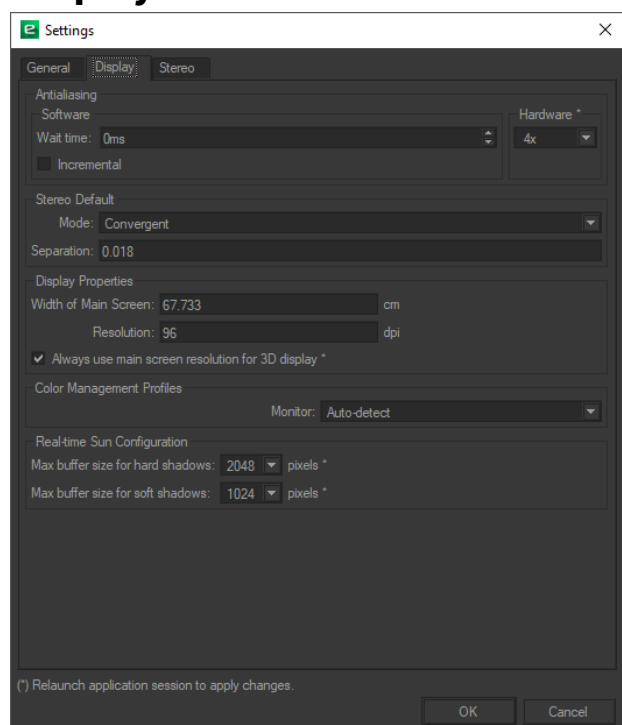 Settings
General Display Stereo
Antialiasing
Software
Hardware *
Wait time: 0ms
4x
Incremental
Stereo Default
Mode: Convergent
Separation: 0.018
Display Properties
Width of Main Screen: 67.733 cm
Resolution: 96 dpi
Always use main screen resolution for 3D display *
Color Management Profiles
Monitor: Auto-detect
Real-time Sun Configuration
Max buffer size for hard shadows: 2048 pixels *
Max buffer size for soft shadows: 1024 pixels *
(*) Relaunch application session to apply changes.
OK Cancel